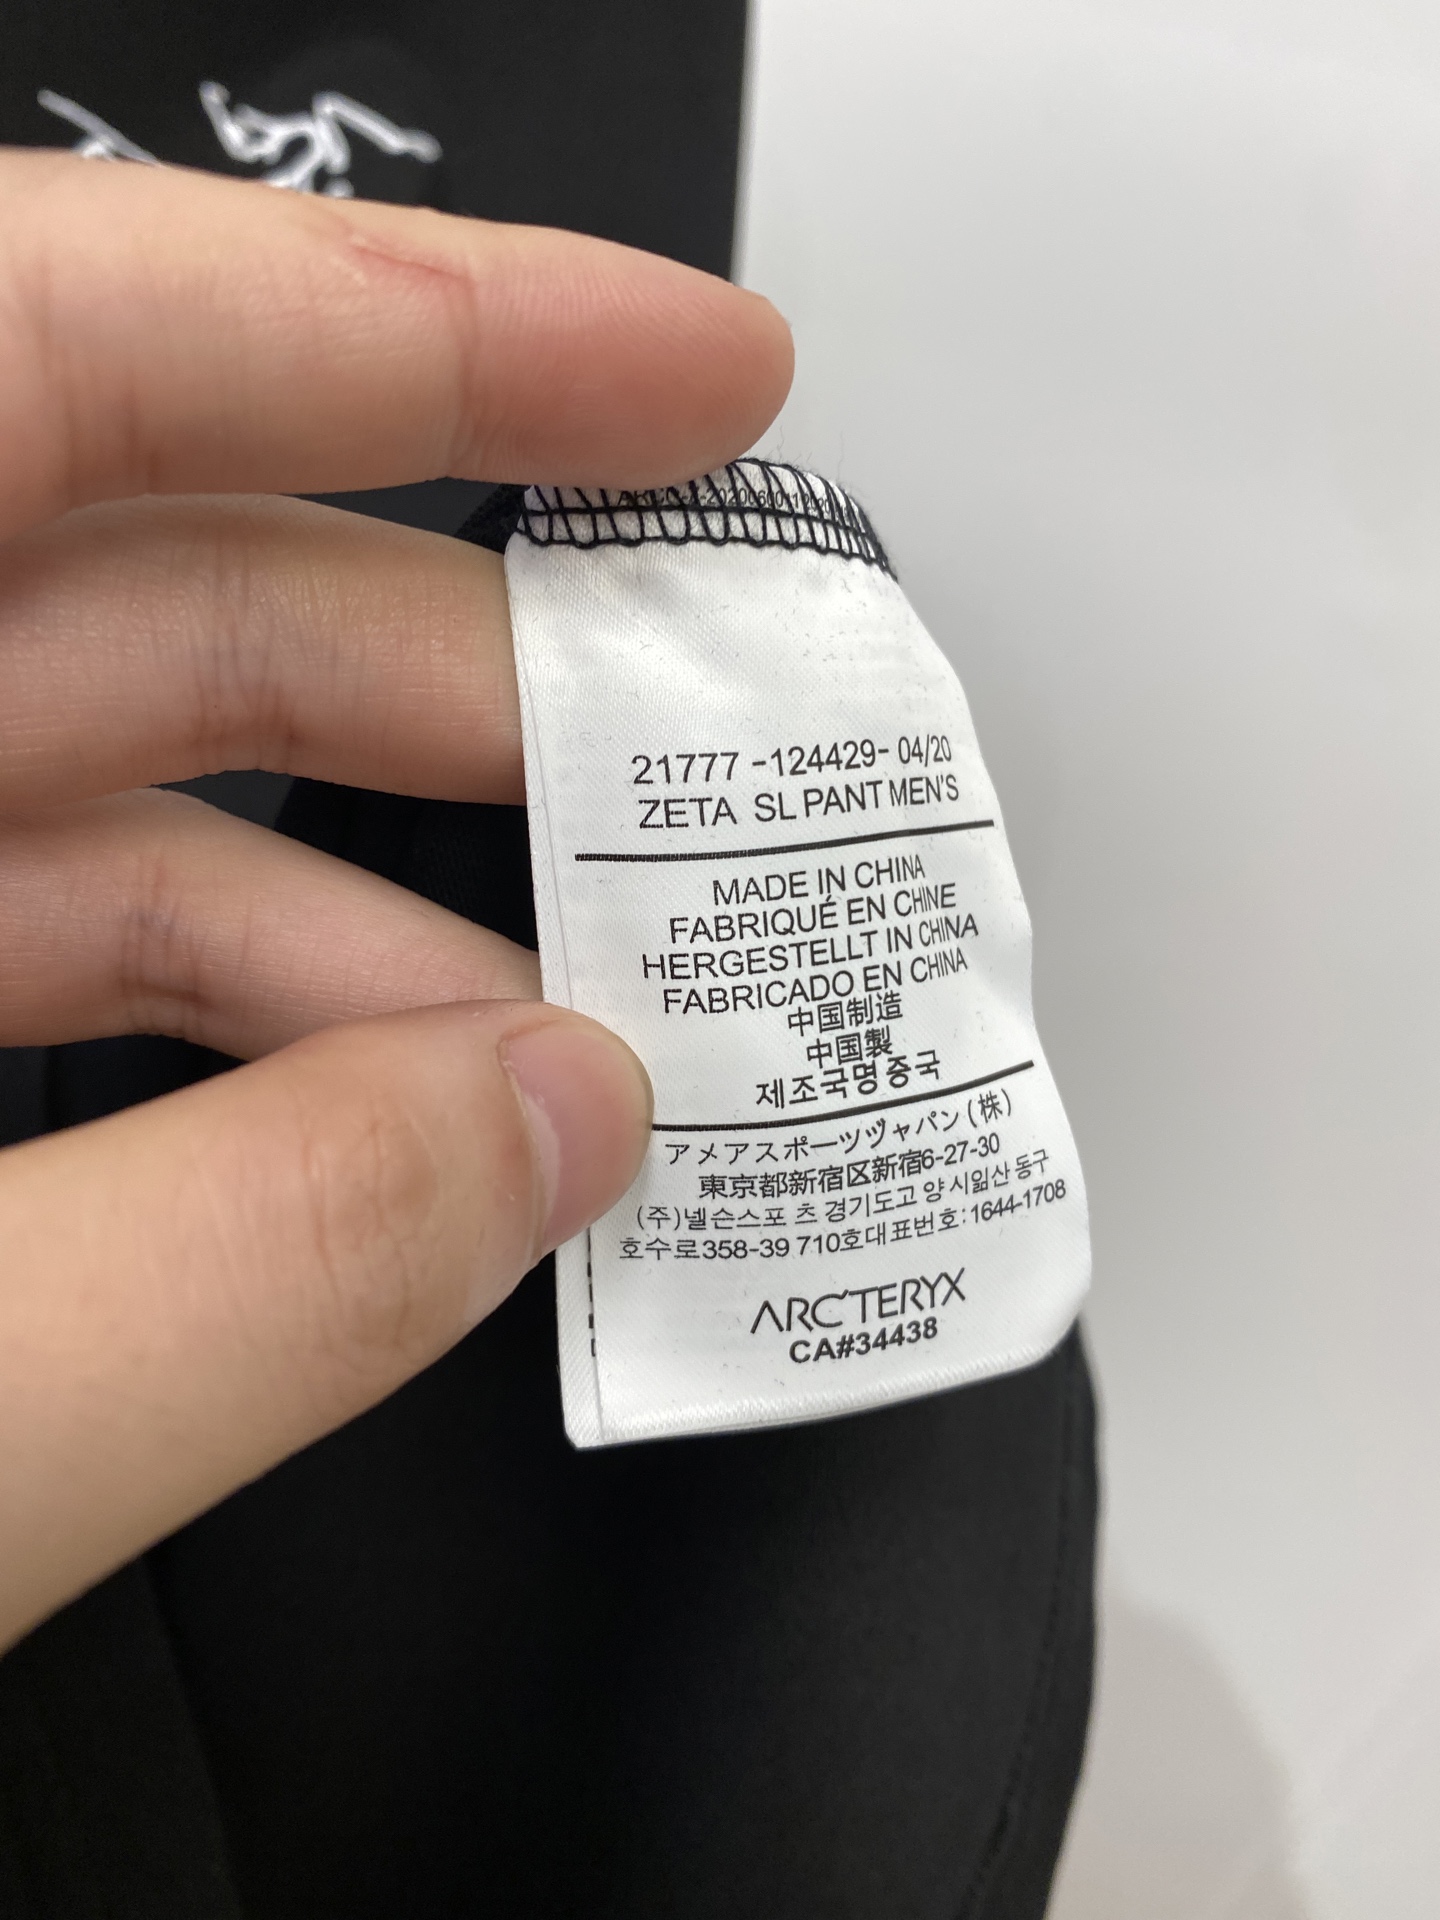 21777 -124429- 04/20
ZETA SL PANT MEN'S
MADE IN CHINA
FABRIQUÉ EN CHINE
HERGESTELLT IN CHINA
FABRICADO EN CHINA
中国制造
中国製
제조국명 중국
アメアスポーツヅャパン (株)
東京都新宿区新宿6-27-30
(주)넬슨스포 츠 경기도고 양 시일산 동구
호수로358-39 710호대표번호: 1644-1708
ARC'TERYX
CA#34438